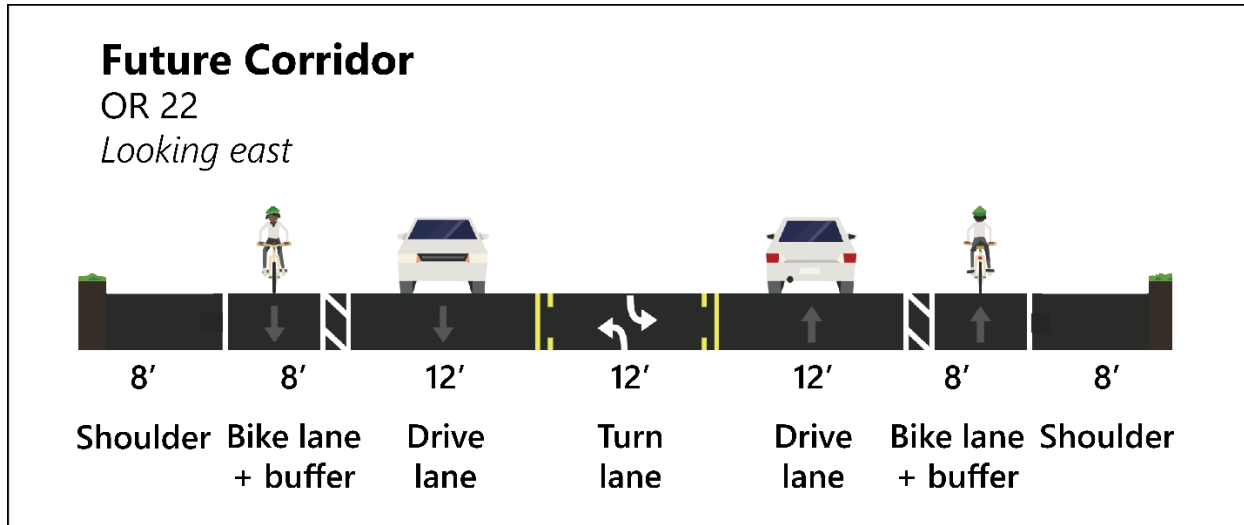 Future Corridor
OR 22
Looking east
8′ 8′ 12′ 12′ 12′ 8′ 8′
Shoulder Bike lane Drive Turn Drive Bike lane Shoulder
+ buffer lane lane lane + buffer